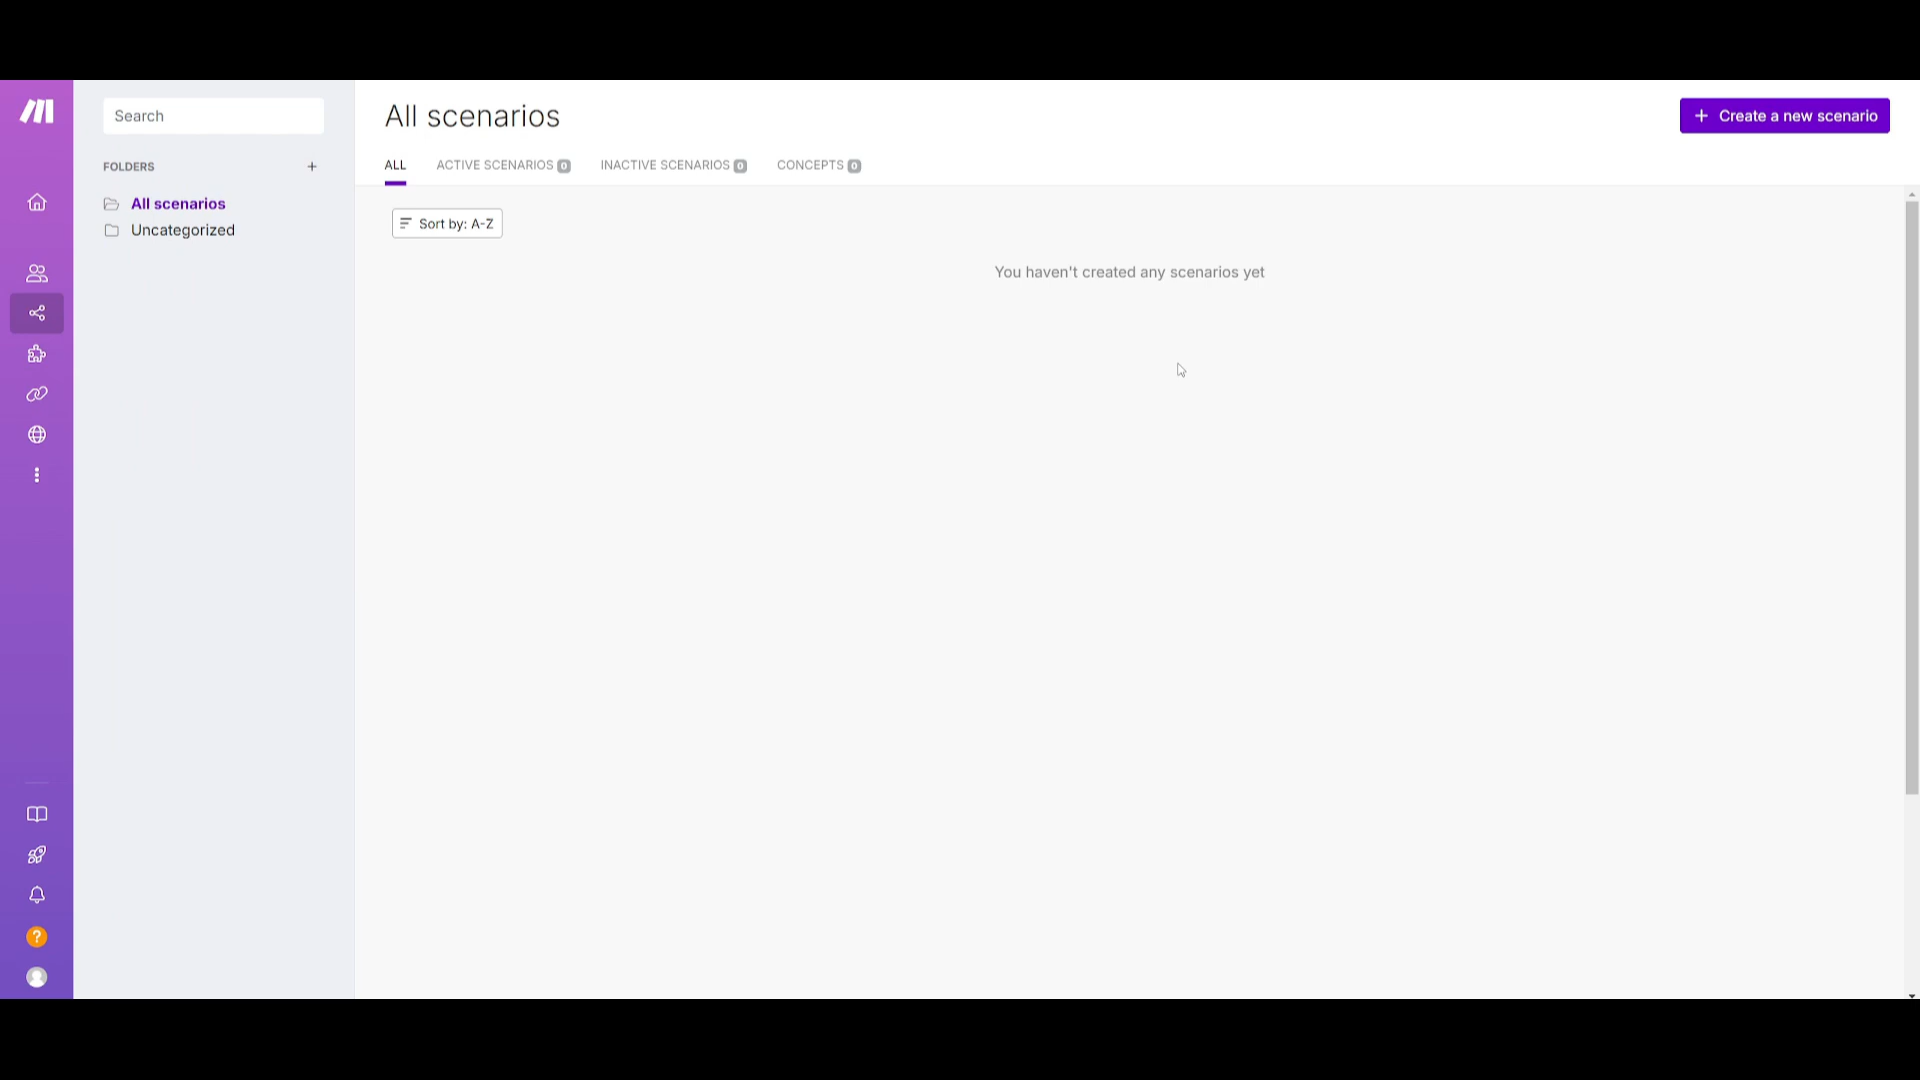 Search
FOLDERS +
All scenarios
Uncategorized
All scenarios
+ Create a new scenario
ALL ACTIVE SCENARIOS 0 INACTIVE SCENARIOS 0 CONCEPTS 0
Sort by: A-Z
You haven't created any scenarios yet
?